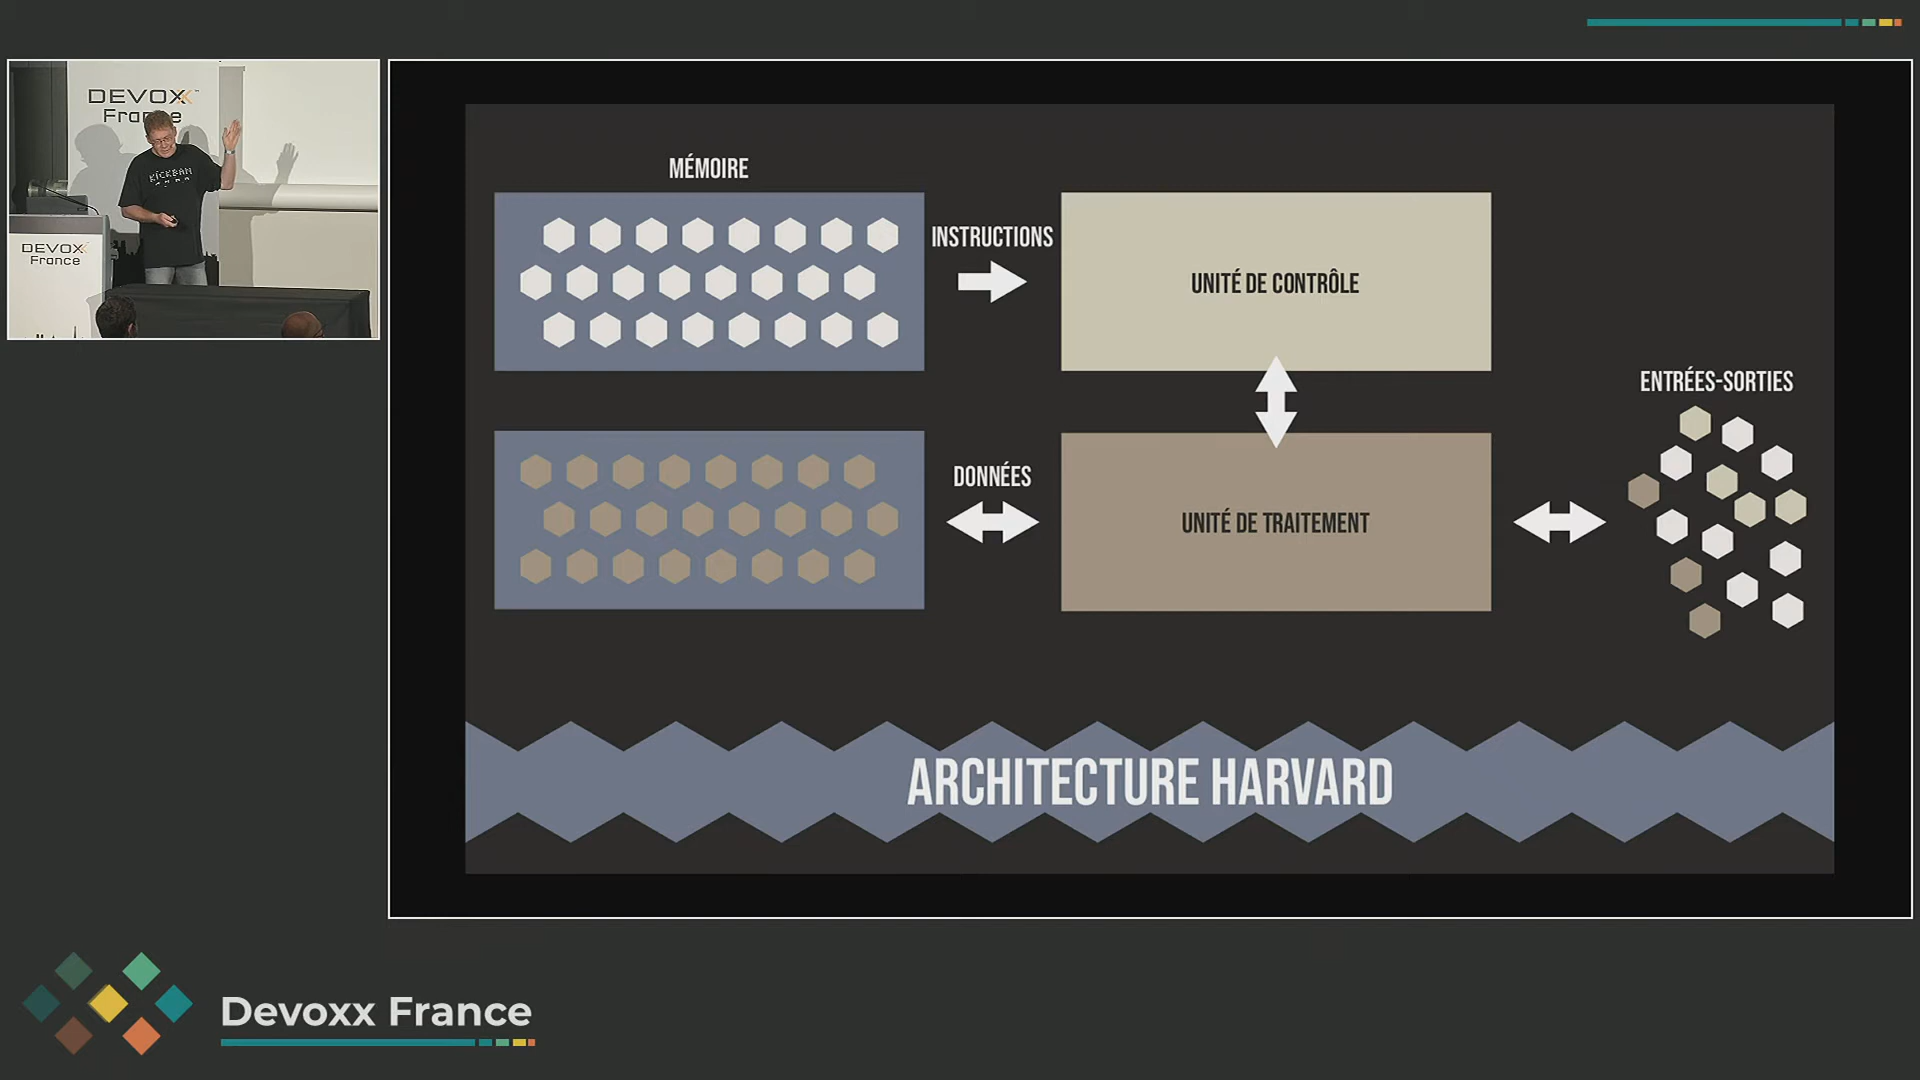 DEVOXX
France
KICKBAN
DEVOXX
France
MÉMOIRE
INSTRUCTIONS
UNITÉ DE CONTRÔLE
ENTRÉES-SORTIES
DONNÉES
UNITÉ DE TRAITEMENT
ARCHITECTURE HARVARD
Devoxx France